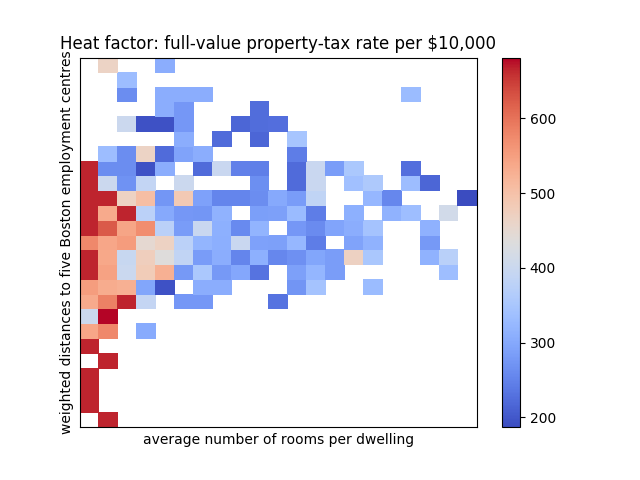 Heat factor: full-value property-tax rate per $10,000
weighted distances to five Boston employment centres
average number of rooms per dwelling
600
500
400
300
200